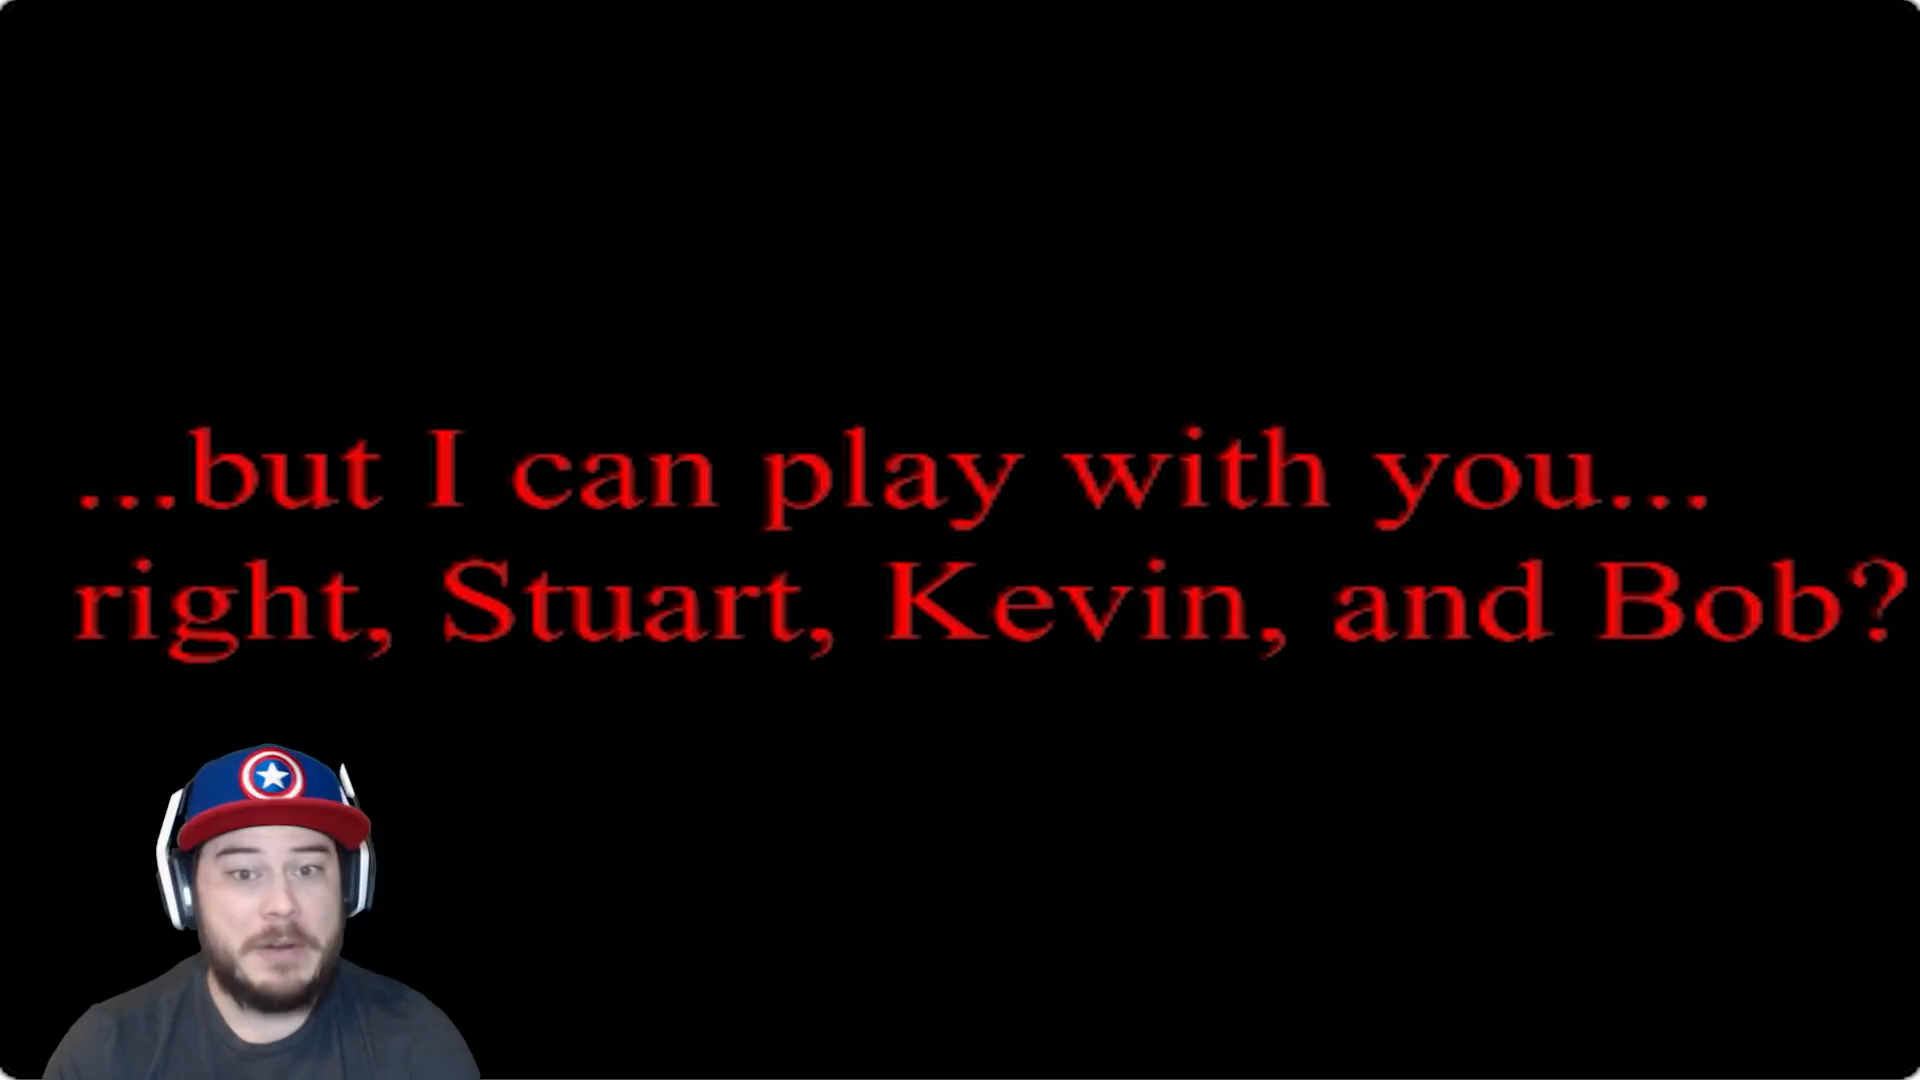 ...but I can play with you...
right, Stuart, Kevin, and Bob?